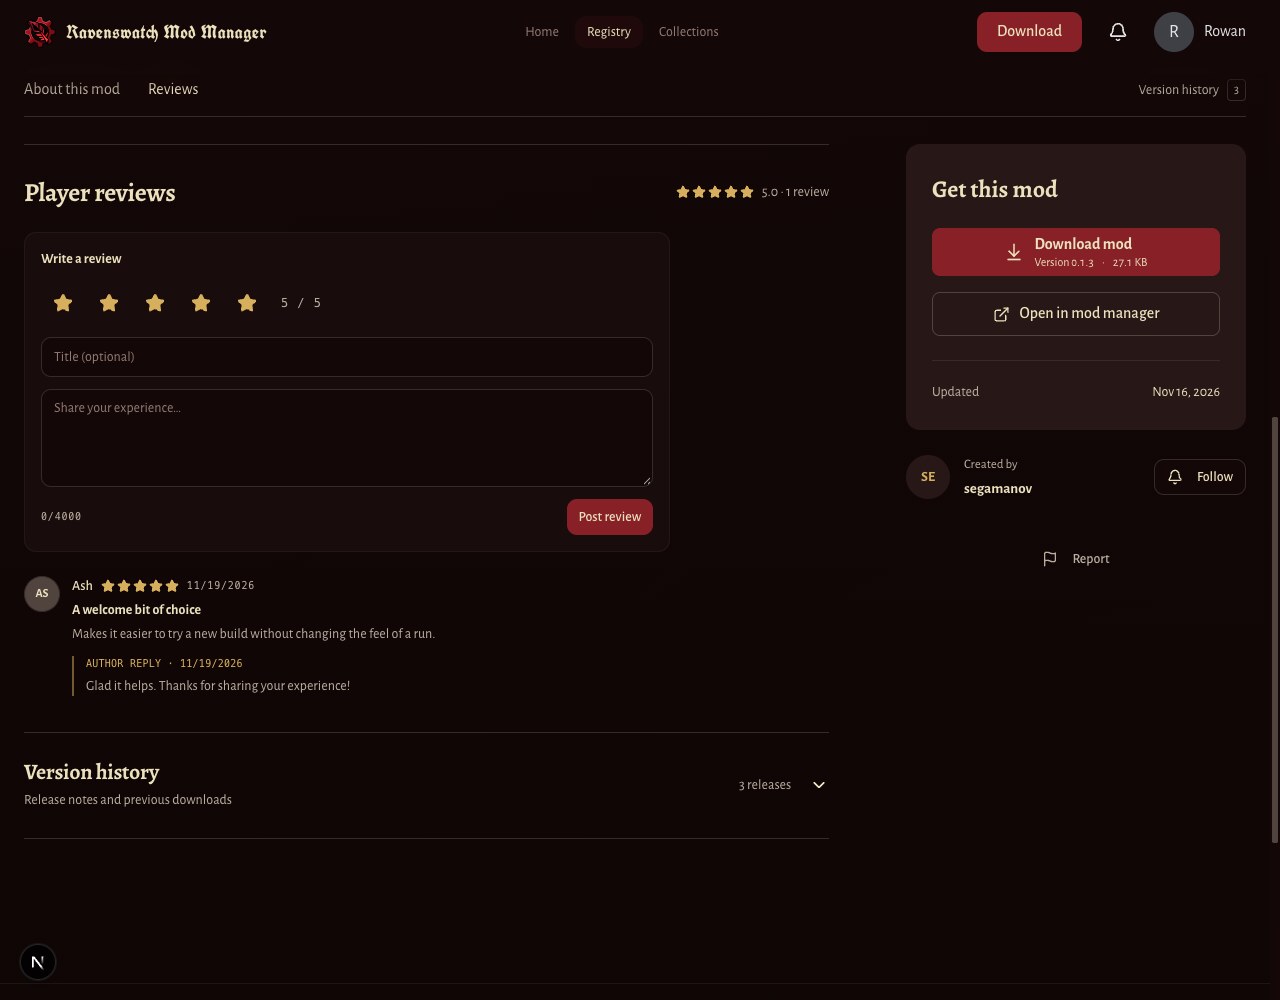 Ravenswatch Mod Manager
Home
Registry
Collections
Download
R
Rowan
About this mod
Reviews
Version history
3
Player reviews
5.0 · 1 review
Write a review
5 / 5
Title (optional)
Share your experience…
0/4000
Post review
AS
Ash
11/19/2026
A welcome bit of choice
Makes it easier to try a new build without changing the feel of a run.
AUTHOR REPLY · 11/19/2026
Glad it helps. Thanks for sharing your experience!
Version history
Release notes and previous downloads
3 releases
Get this mod
Download mod
Version 0.1.3 · 27.1 KB
Open in mod manager
Updated
Nov 16, 2026
SE
Created by
segamanov
Follow
Report
N